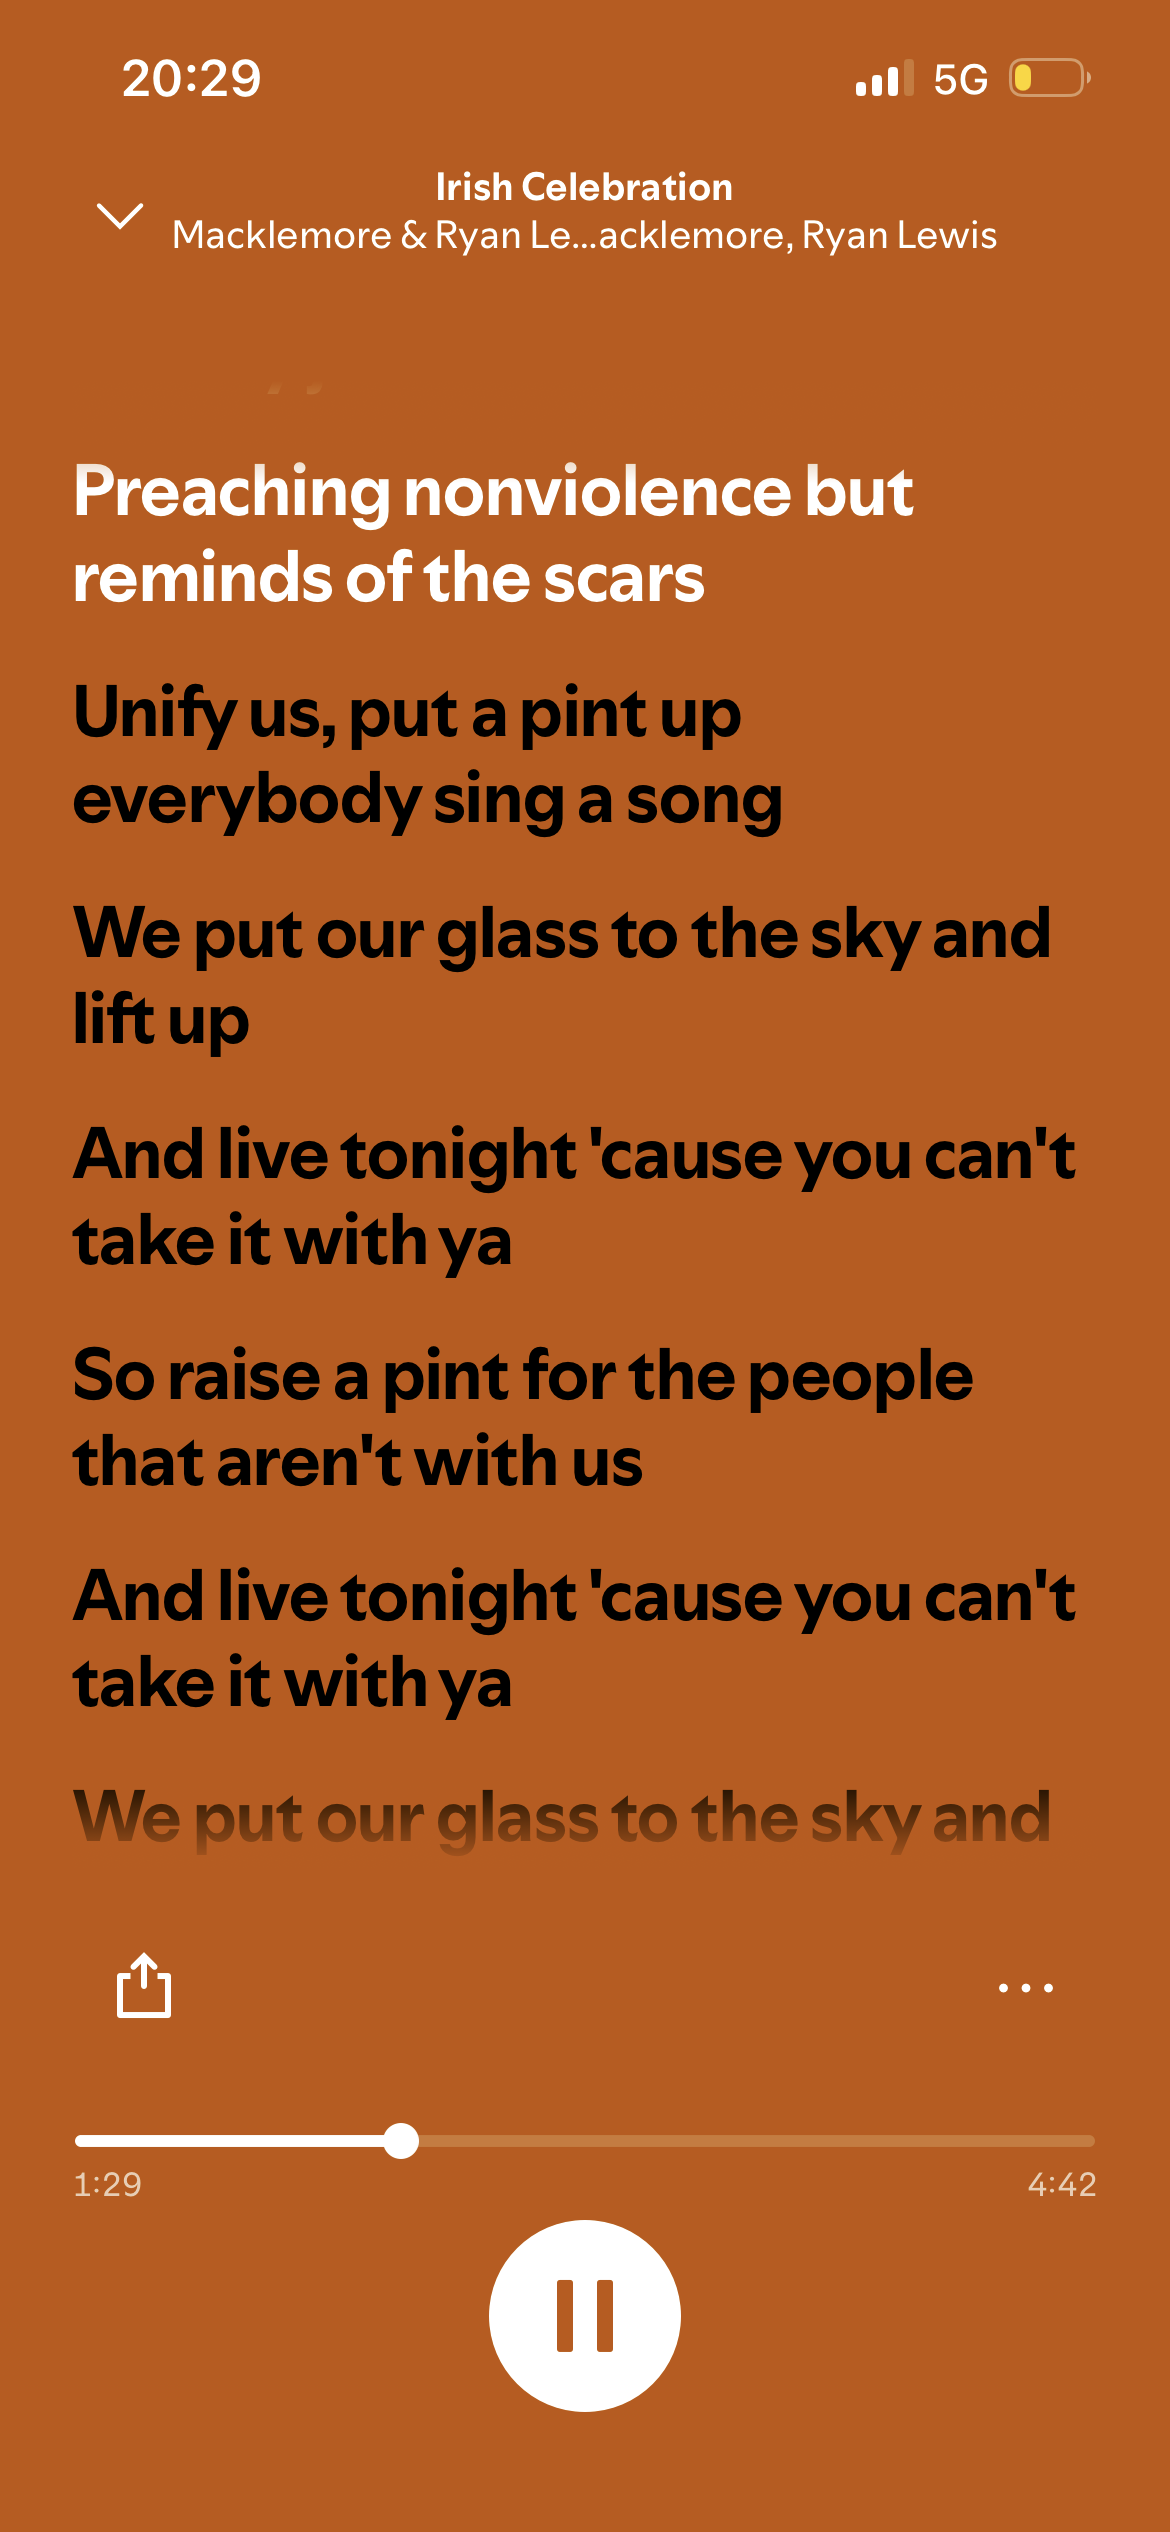 20:29
5G
Irish Celebration
Macklemore & Ryan Le...acklemore, Ryan Lewis
Preaching nonviolence but
reminds of the scars
Unify us, put a pint up
everybody sing a song
We put our glass to the sky and
lift up
And live tonight 'cause you can't
take it with ya
So raise a pint for the people
that aren't with us
And live tonight 'cause you can't
take it with ya
We put our glass to the sky and
1:29
4:42